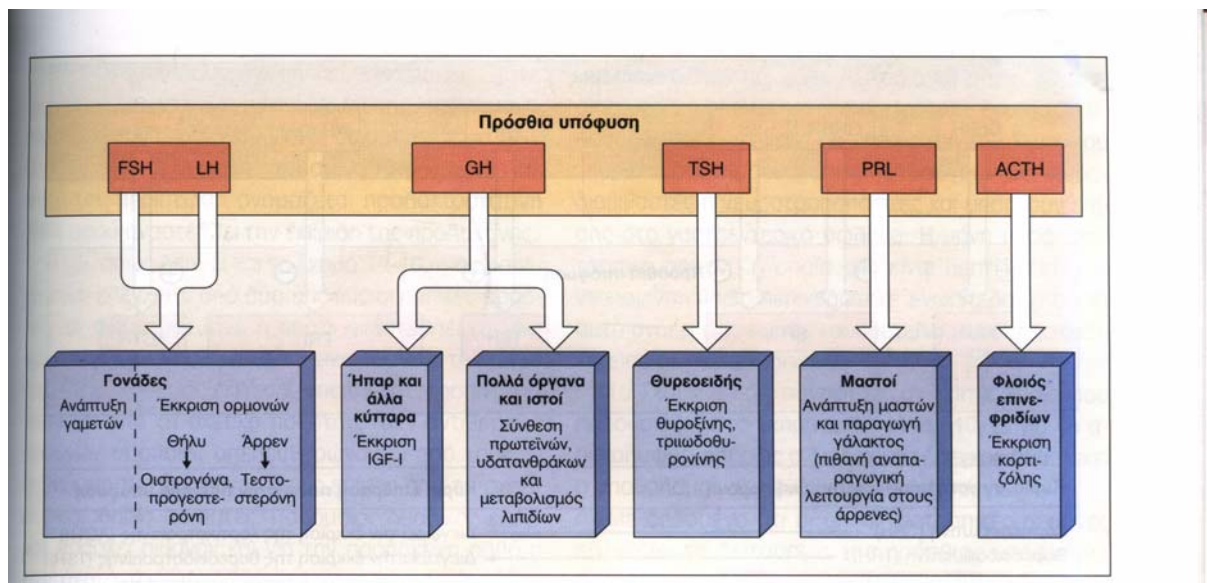 Πρόσθια υπόφυση
FSH LH
GH
TSH
PRL
ACTH
Γονάδες
Ανάπτυξη
γαμετών
Έκκριση ορμονών
Θήλυ
Άρρεν
Οιστρογόνα,
προγεστε-
ρόνη
Τεστο-
στερόνη
Ήπαρ και
άλλα
κύτταρα
Έκκριση
IGF-I
Πολλά όργανα
και ιστοί
Σύνθεση
πρωτεϊνών,
υδατανθράκων
και
μεταβολισμός
λιπιδίων
Θυρεοειδής
Έκκριση
θυροξίνης,
τριιωδοθυ-
ρονίνης
Μαστοί
Ανάπτυξη μαστών
και παραγωγή
γάλακτος
(πιθανή αναπα-
ραγωγική
λειτουργία στους
άρρενες)
Φλοιός
επινε-
φριδίων
Έκκριση
κορτι-
ζόλης